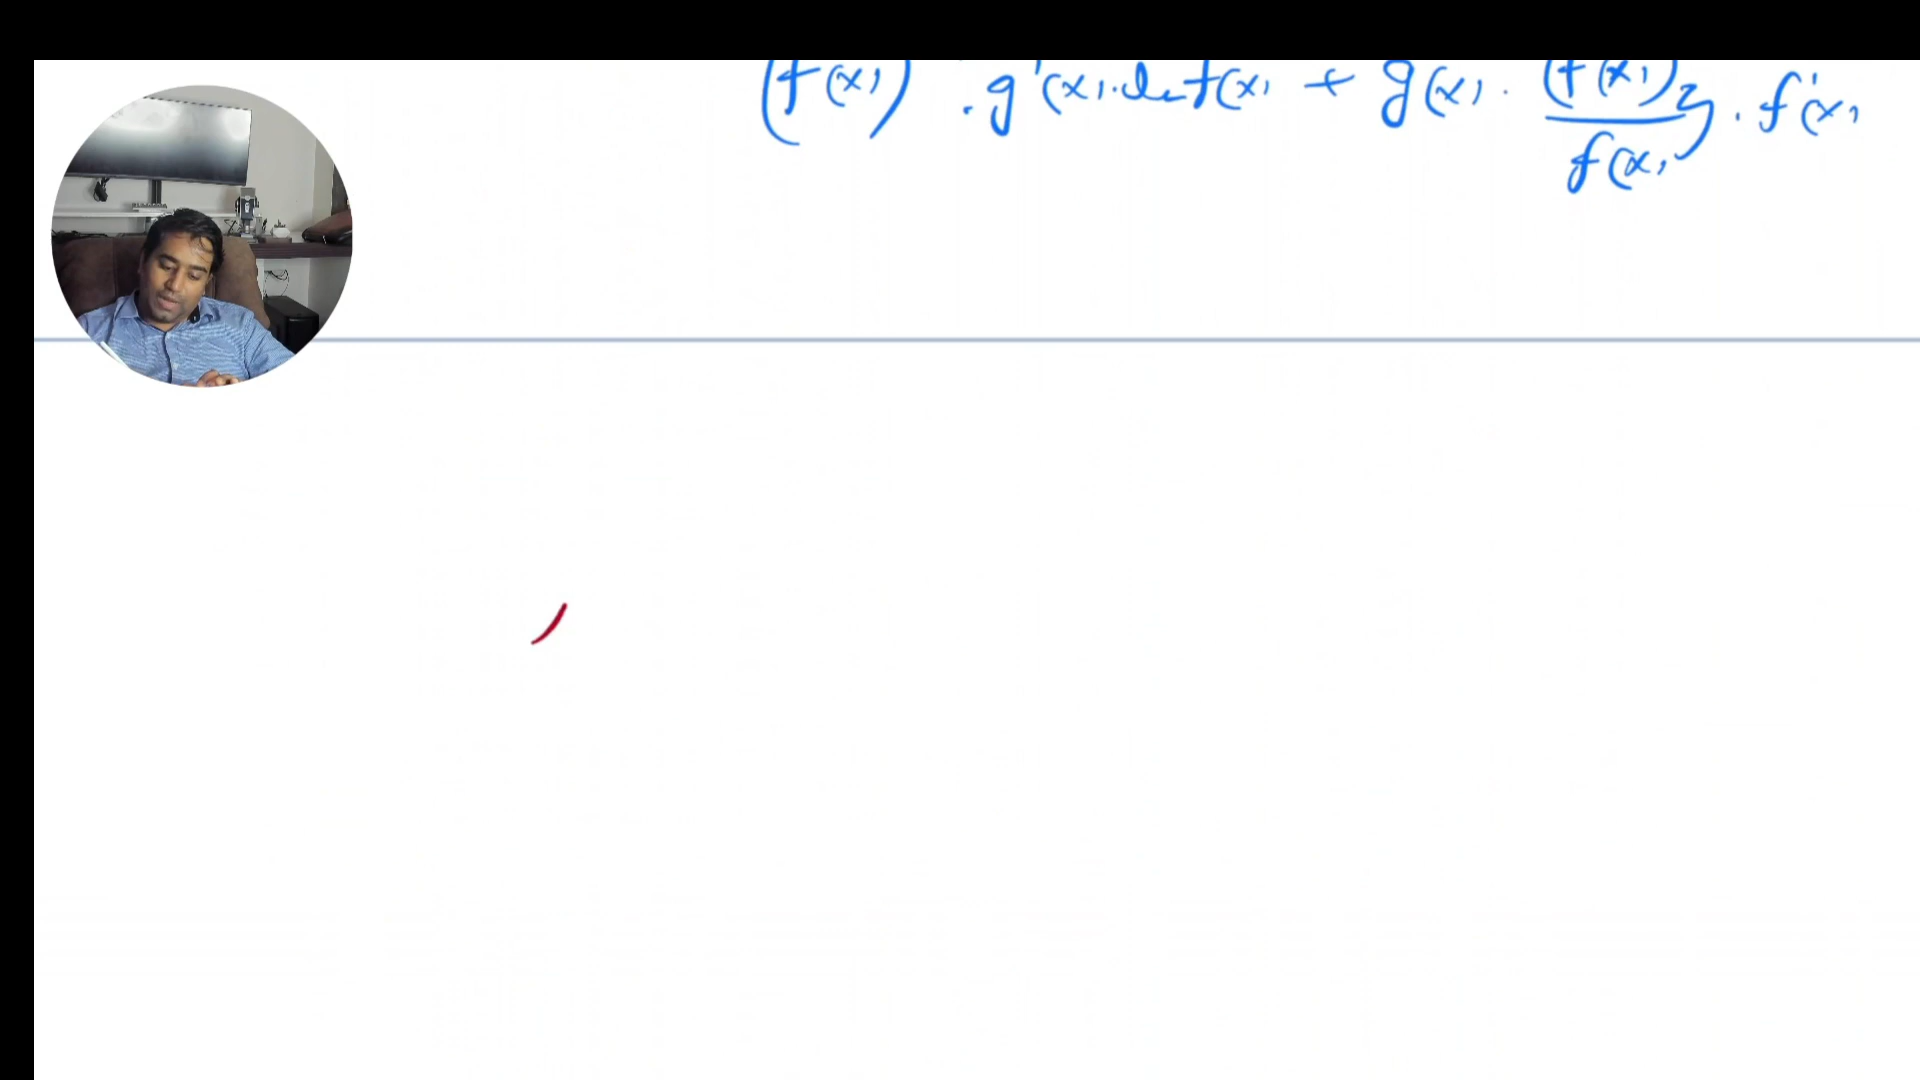 (f(x)) . g'(x) . ln f(x) + g(x) . (f(x)) / f(x) . f'(x)